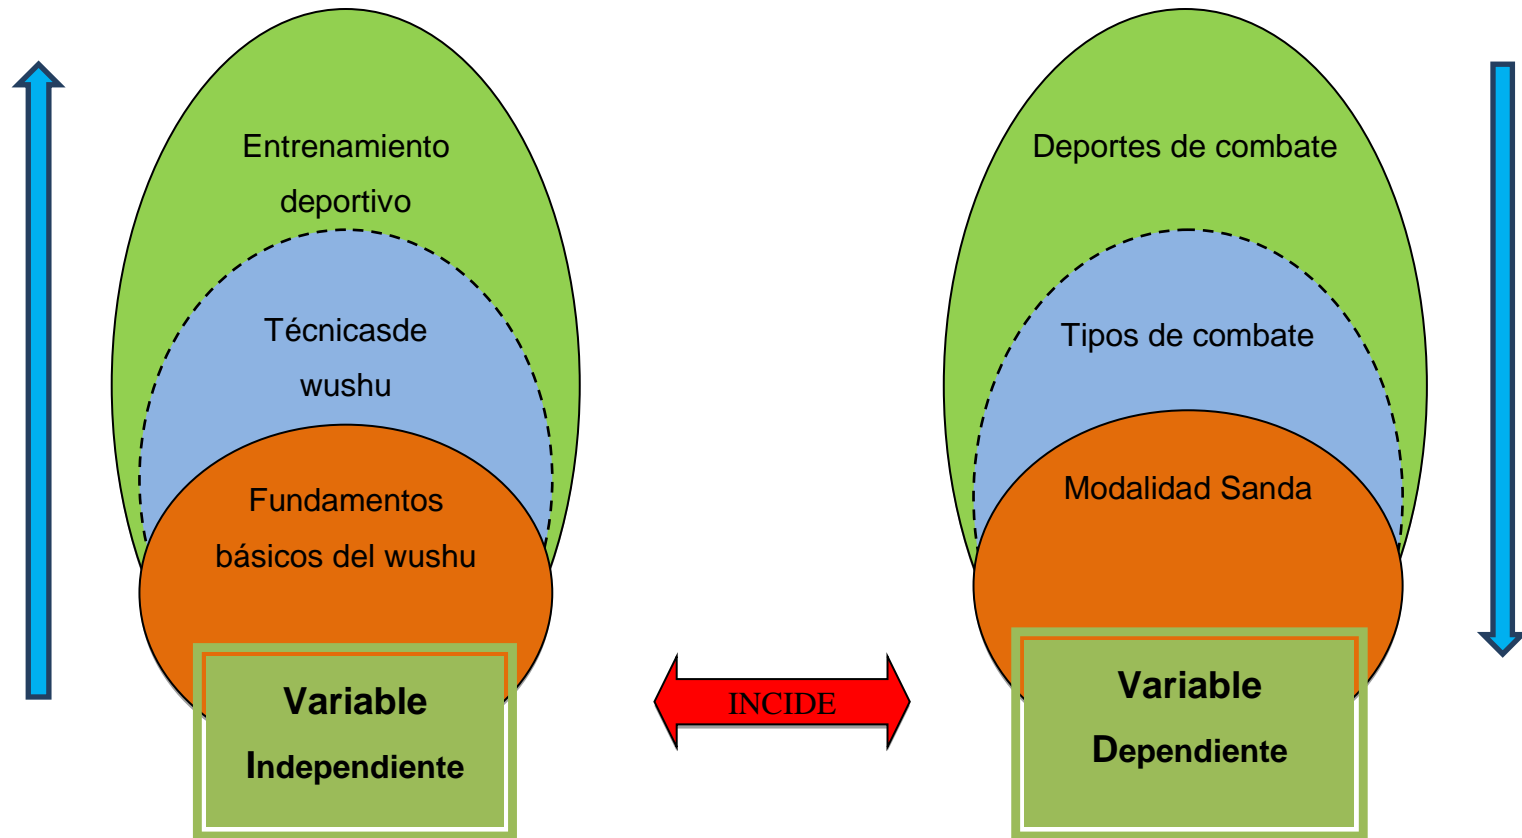 Entrenamiento
deportivo
Técnicasde
wushu
Fundamentos
básicos del wushu
Variable
Independiente
INCIDE
Deportes de combate
Tipos de combate
Modalidad Sanda
Variable
Dependiente